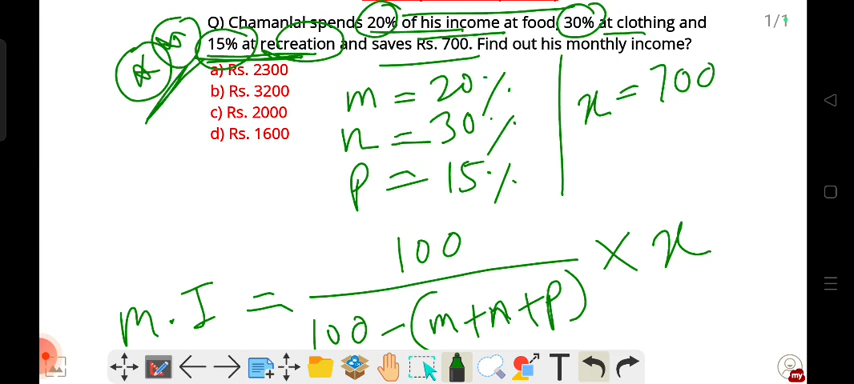 Q) Chamanlal spends 20% of his income at food, 30% at clothing and
15% at recreation and saves Rs. 700. Find out his monthly income?
a) Rs. 2300
b) Rs. 3200
c) Rs. 2000
d) Rs. 1600
m = 20%
n = 30%
p = 15%
x = 700
m.I = 100 / 100-(m+n+p) × x
1/1
T
my